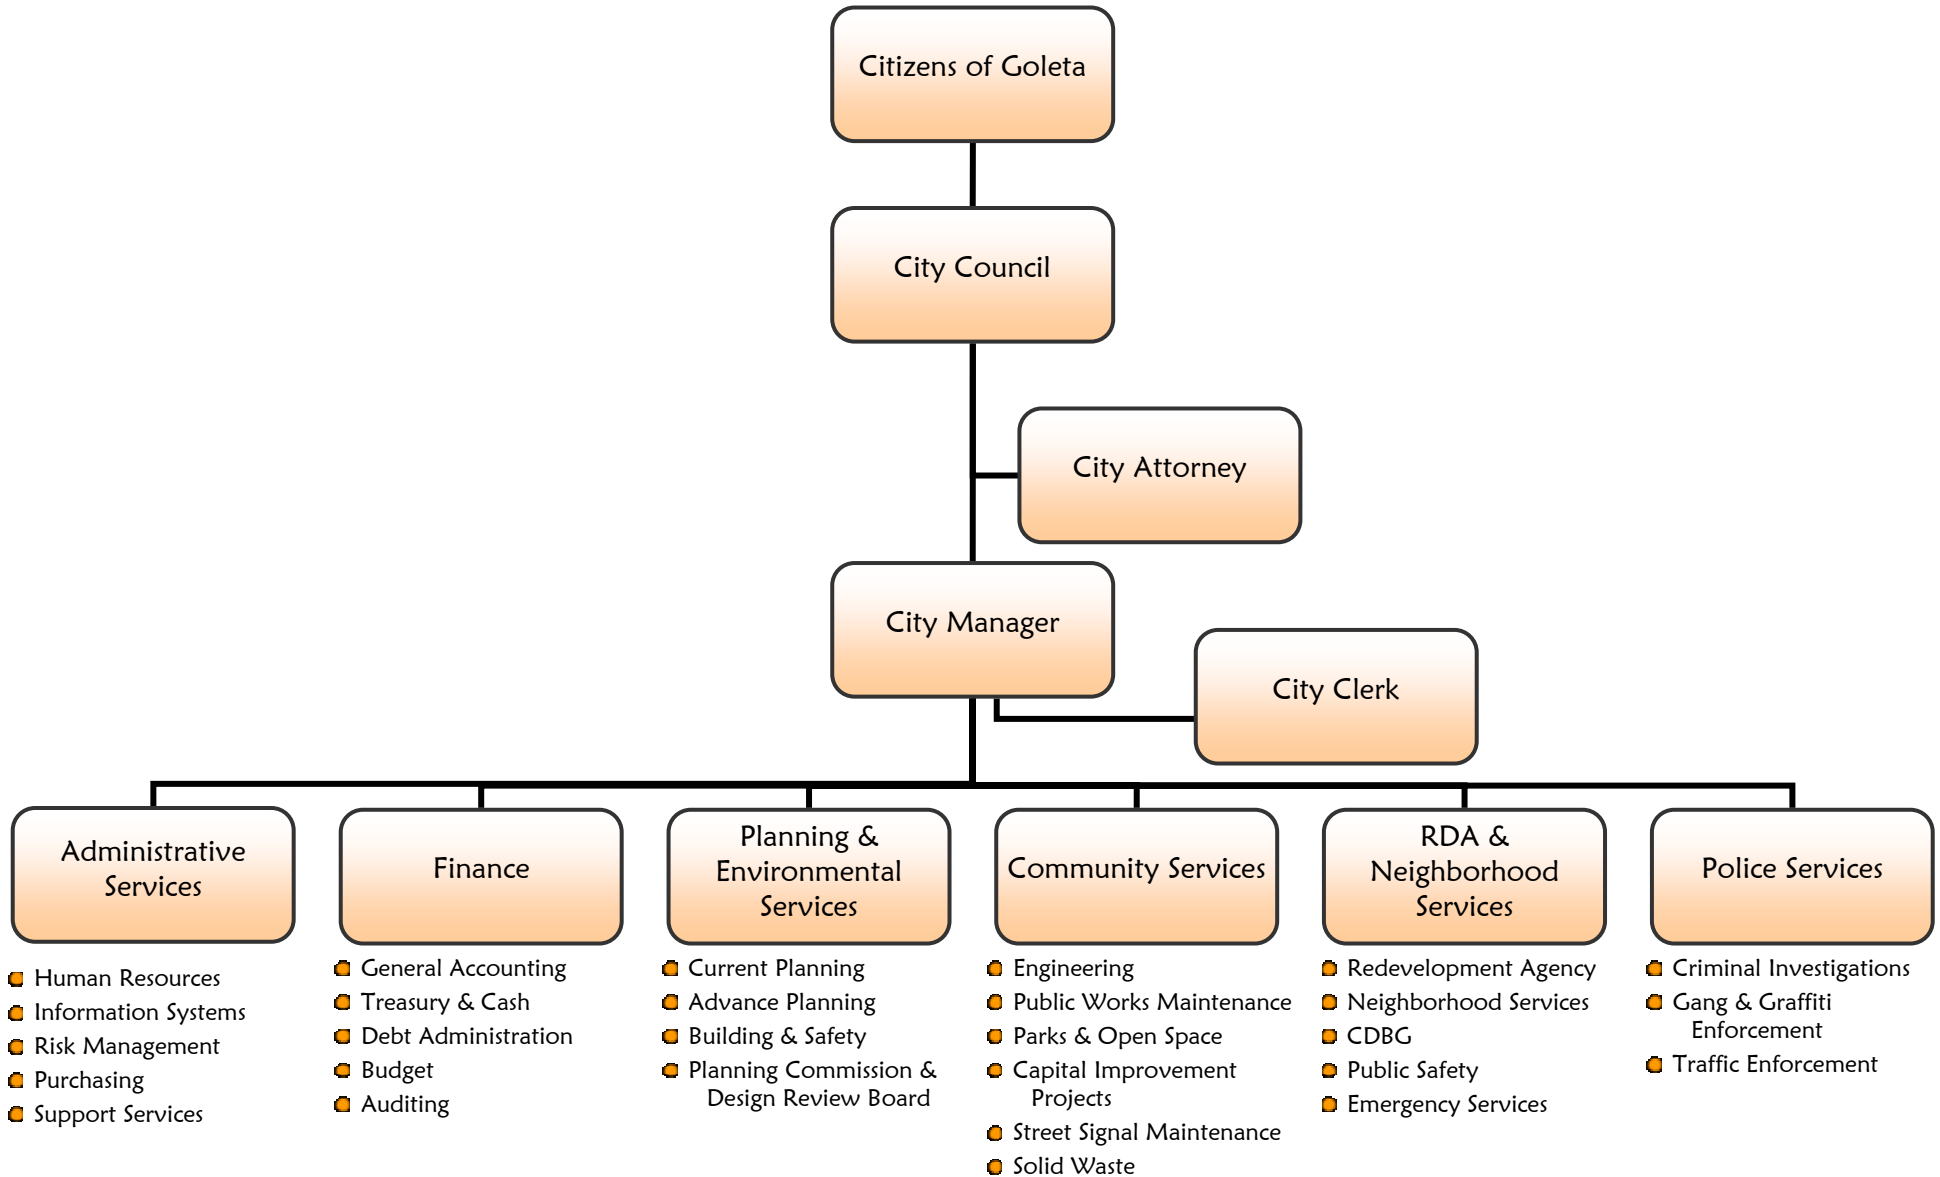 Citizens of Goleta
City Council
City Attorney
City Manager
City Clerk
Administrative
Services
Human Resources
Information Systems
Risk Management
Purchasing
Support Services
Finance
General Accounting
Treasury & Cash
Debt Administration
Budget
Auditing
Planning &
Environmental
Services
Current Planning
Advance Planning
Building & Safety
Planning Commission &
Design Review Board
Community Services
Engineering
Public Works Maintenance
Parks & Open Space
Capital Improvement
Projects
Street Signal Maintenance
Solid Waste
RDA &
Neighborhood
Services
Redevelopment Agency
Neighborhood Services
CDBG
Public Safety
Emergency Services
Police Services
Criminal Investigations
Gang & Graffiti
Enforcement
Traffic Enforcement